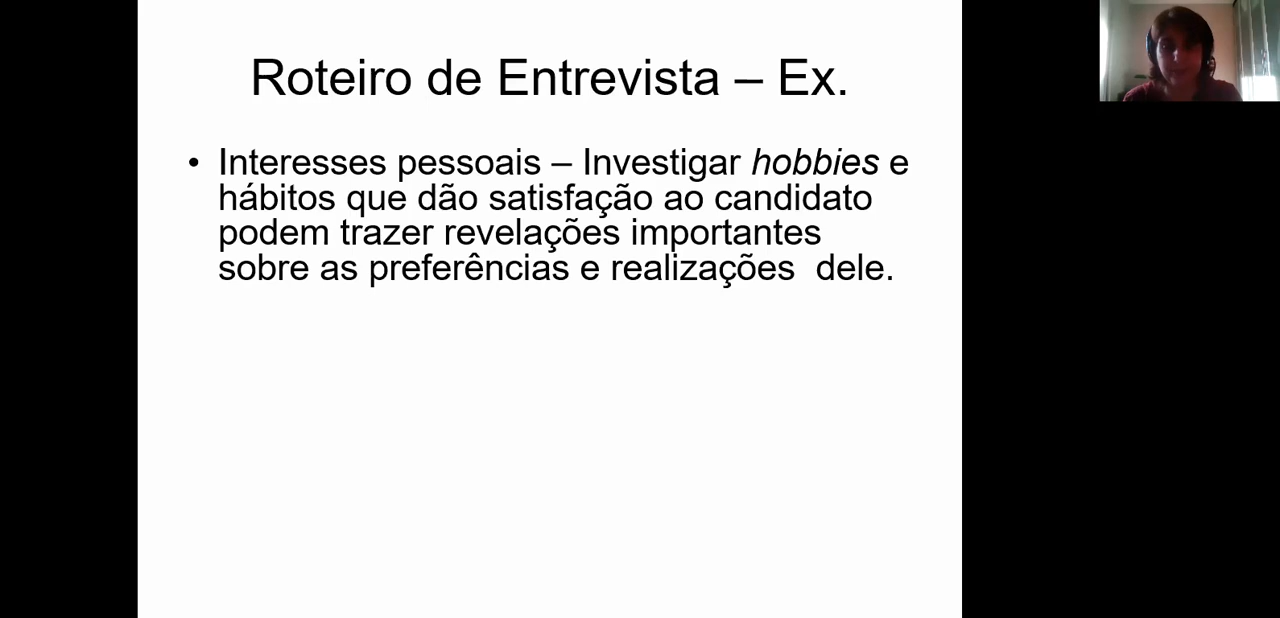 Roteiro de Entrevista – Ex.
• Interesses pessoais – Investigar hobbies e
hábitos que dão satisfação ao candidato
podem trazer revelações importantes
sobre as preferências e realizações  dele.